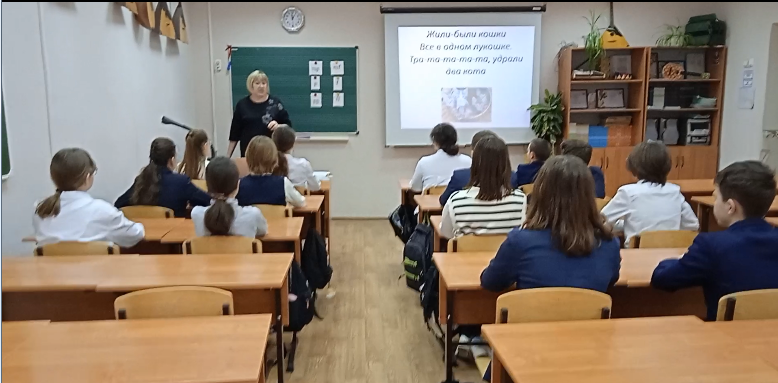 Жили-были кошки
Все в одном лукошке.
Тра-та-та-та-та, удрали
два кота